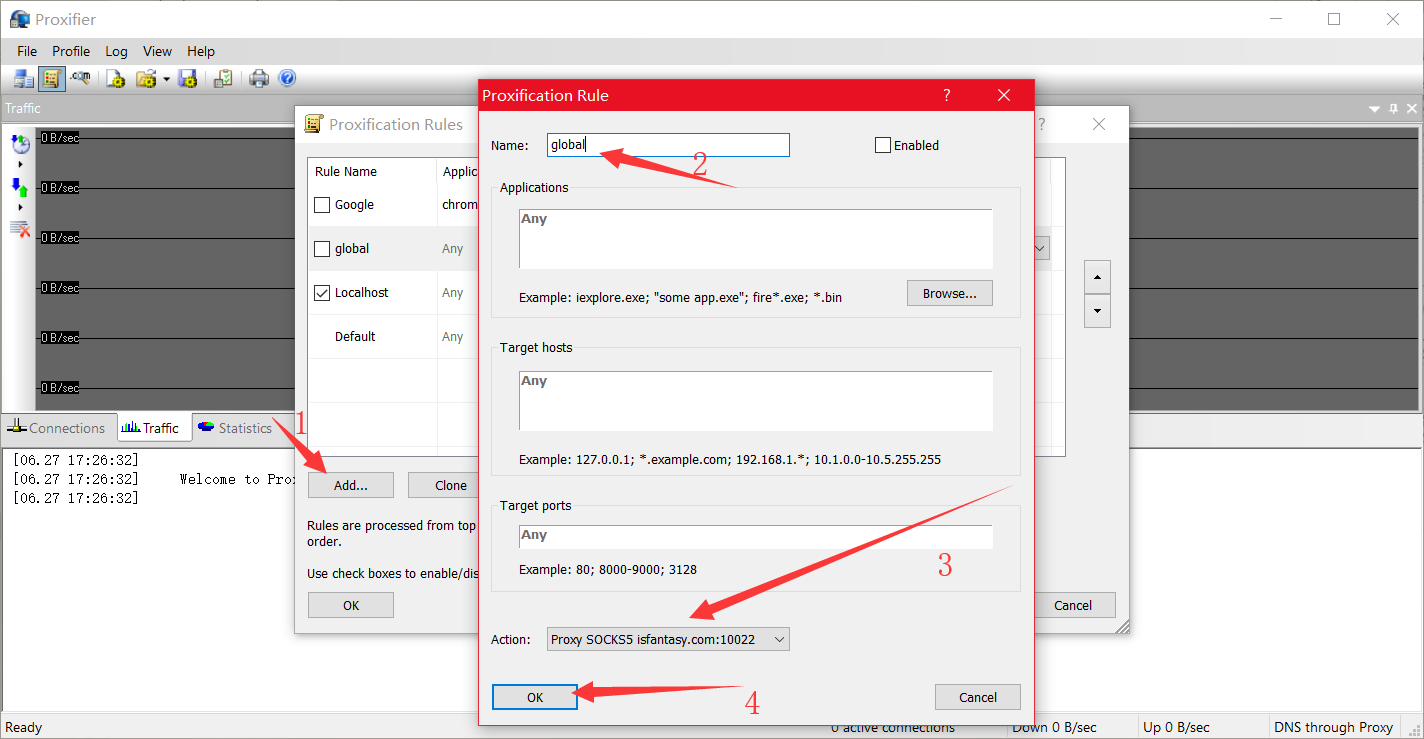 Proxifier
File Profile Log View Help
.com
Traffic
0 B/sec
0 B/sec
0 B/sec
0 B/sec
0 B/sec
0 B/sec
Proxification Rules ?
Rule Name Applic
Google chrom
global Any
Localhost Any
Default Any
1
Add... Clone
Rules are processed from top
order.
Use check boxes to enable/dis
OK Cancel
Proxification Rule ?
Name: global Enabled
2
Applications
Any
Example: iexplore.exe; "some app.exe"; fire*.exe; *.bin Browse...
Target hosts
Any
Example: 127.0.0.1; *.example.com; 192.168.1.*; 10.1.0.0-10.5.255.255
Target ports
Any
Example: 80; 8000-9000; 3128
3
Action: Proxy SOCKS5 isfantasy.com:10022
OK Cancel
4
Connections Traffic Statistics
[06.27 17:26:32]
[06.27 17:26:32] Welcome to Prox
[06.27 17:26:32]
Ready 0 active connections Down 0 B/sec Up 0 B/sec DNS through Proxy